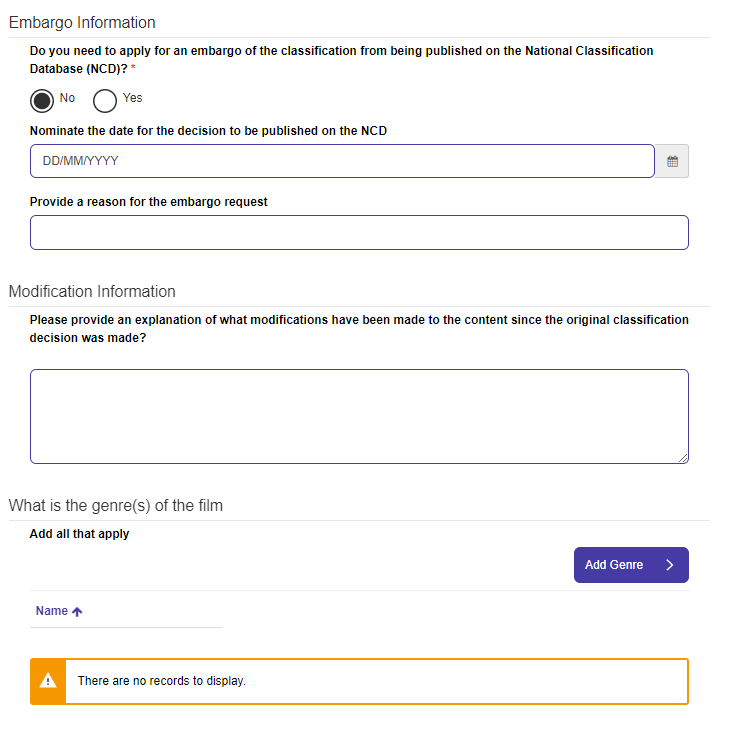 Embargo Information
Do you need to apply for an embargo of the classification from being published on the National Classification
Database (NCD)? *
No Yes
Nominate the date for the decision to be published on the NCD
DD/MM/YYYY
Provide a reason for the embargo request
Modification Information
Please provide an explanation of what modifications have been made to the content since the original classification
decision was made?
What is the genre(s) of the film
Add all that apply
Add Genre
Name
There are no records to display.